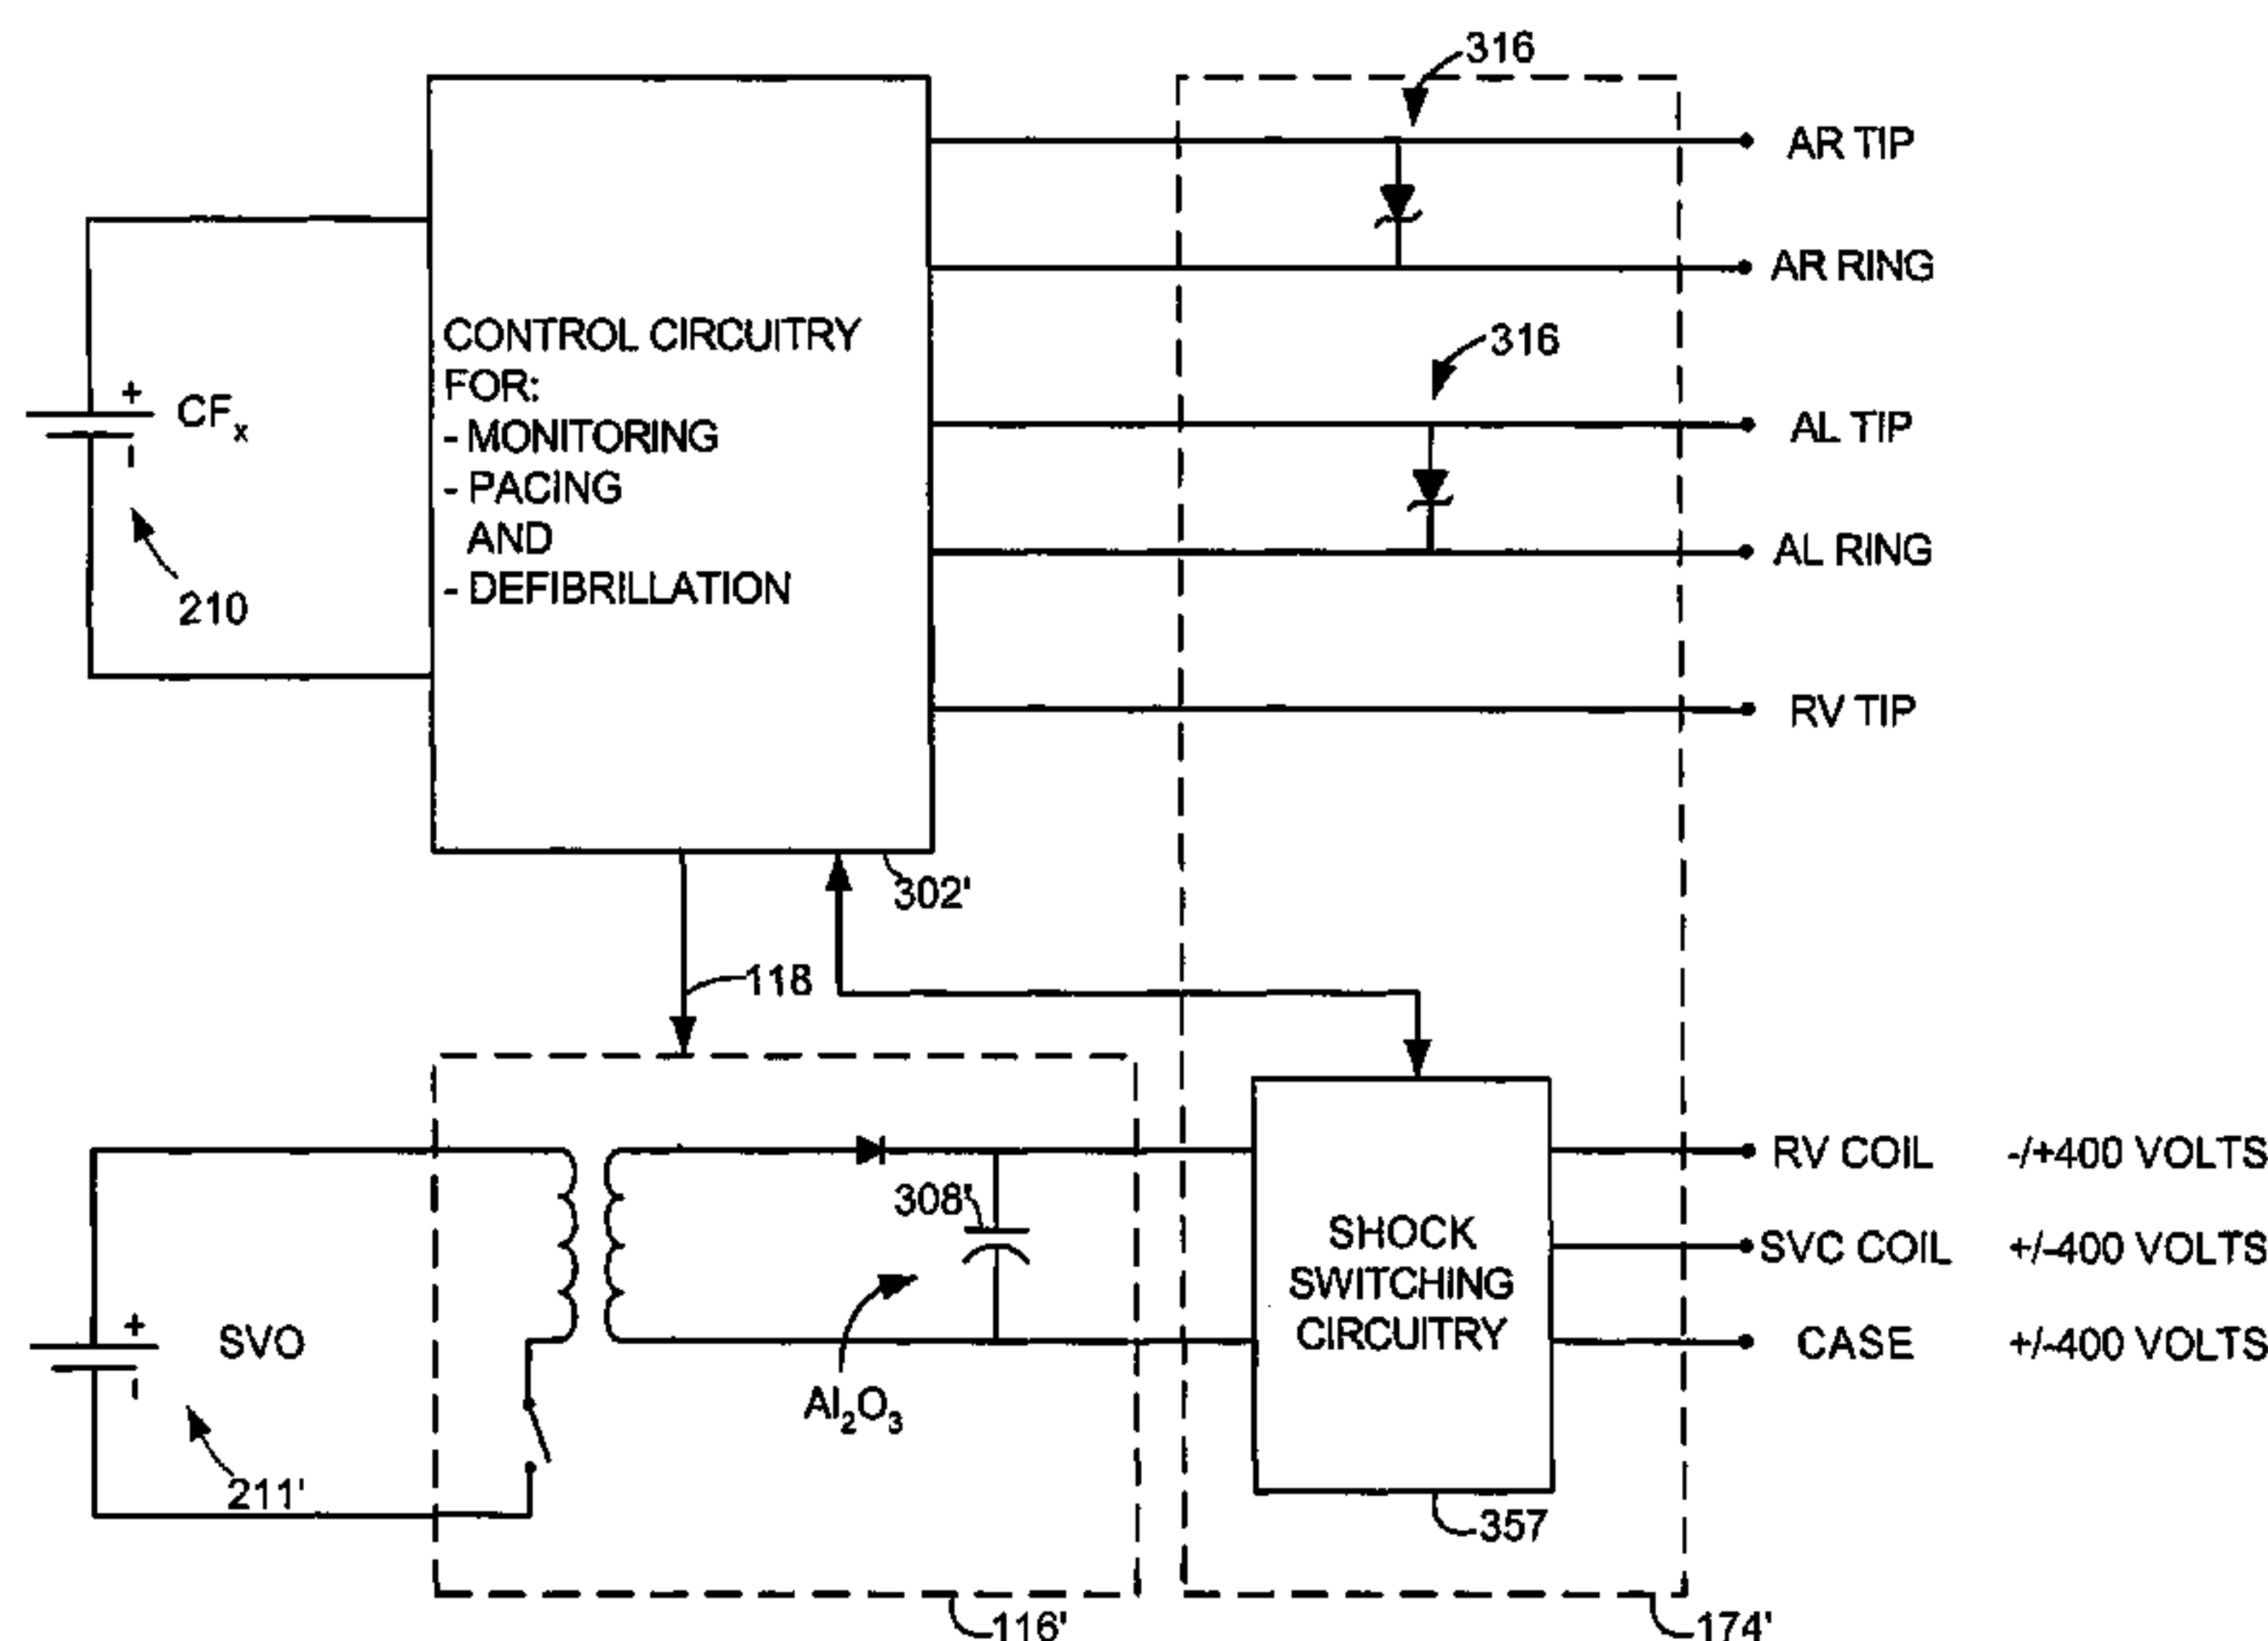 316
AR TIP
AR RING
CONTROL CIRCUITRY
FOR:
- MONITORING
- PACING
AND
- DEFIBRILLATION
316
+
CFx
-
AL TIP
AL RING
210
RV TIP
302'
118
RV COIL -/+400 VOLTS
308'
SHOCK
SWITCHING
CIRCUITRY
SVC COIL +/-400 VOLTS
+
SVO
-
CASE +/-400 VOLTS
Al2O3
211'
357
116'
174'